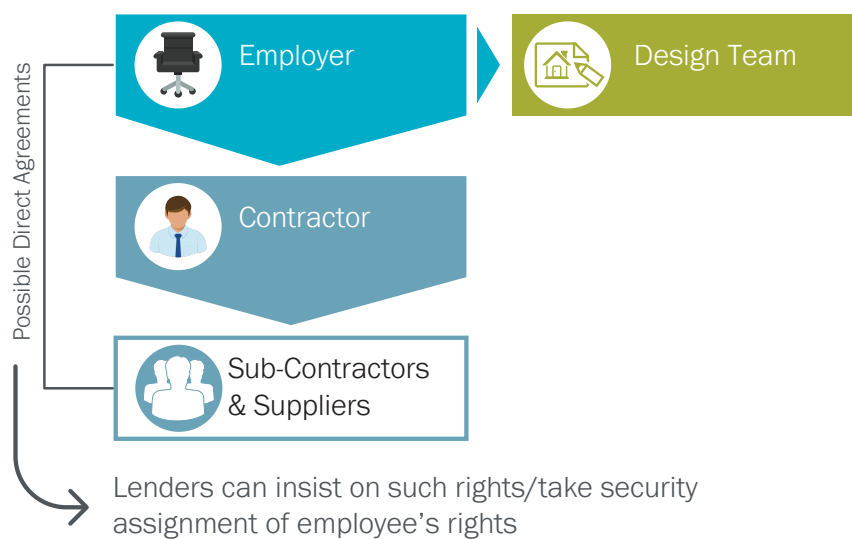 Employer
Design Team
Possible Direct Agreements
Contractor
Sub-Contractors
& Suppliers
Lenders can insist on such rights/take security
assignment of employee’s rights